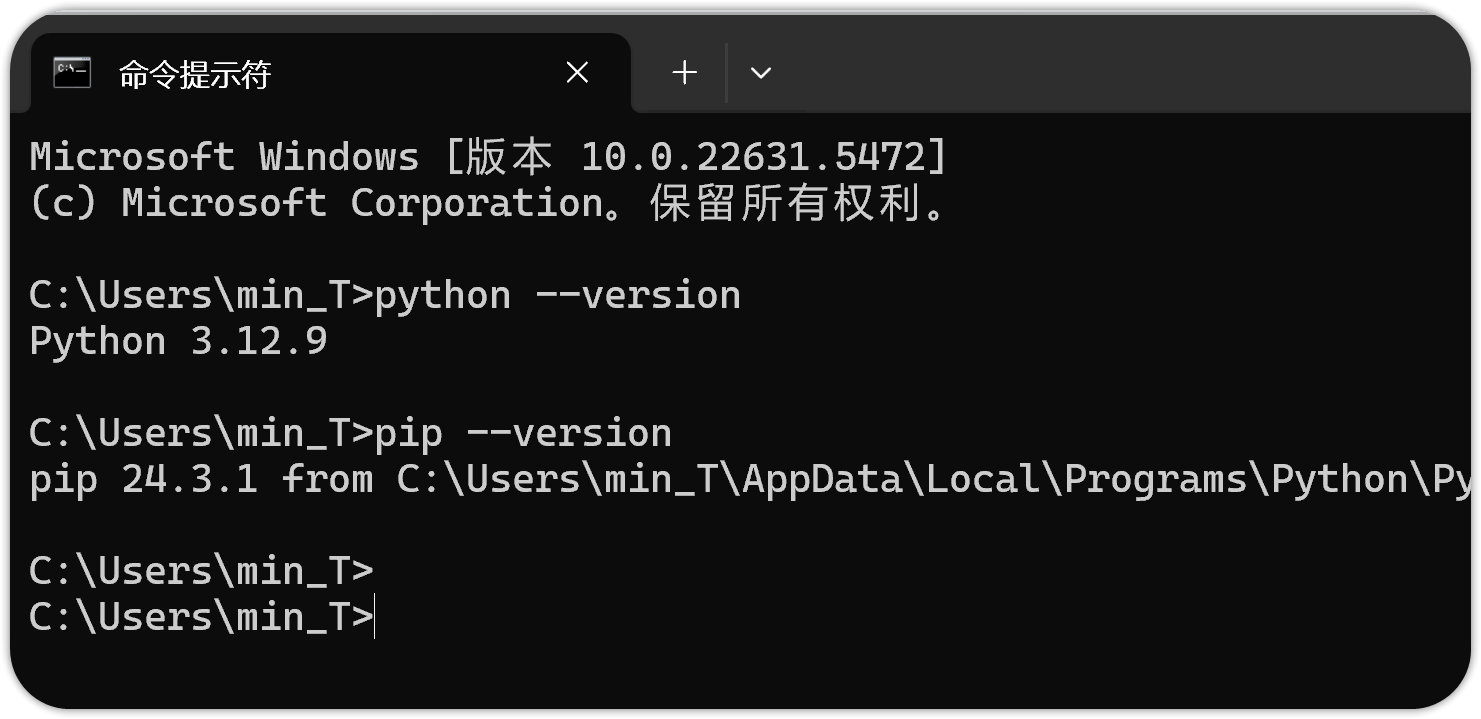 命令提示符
Microsoft Windows [版本 10.0.22631.5472]
(c) Microsoft Corporation。保留所有权利。
C:\Users\min_T>python --version
Python 3.12.9
C:\Users\min_T>pip --version
pip 24.3.1 from C:\Users\min_T\AppData\Local\Programs\Python\Py
C:\Users\min_T>
C:\Users\min_T>